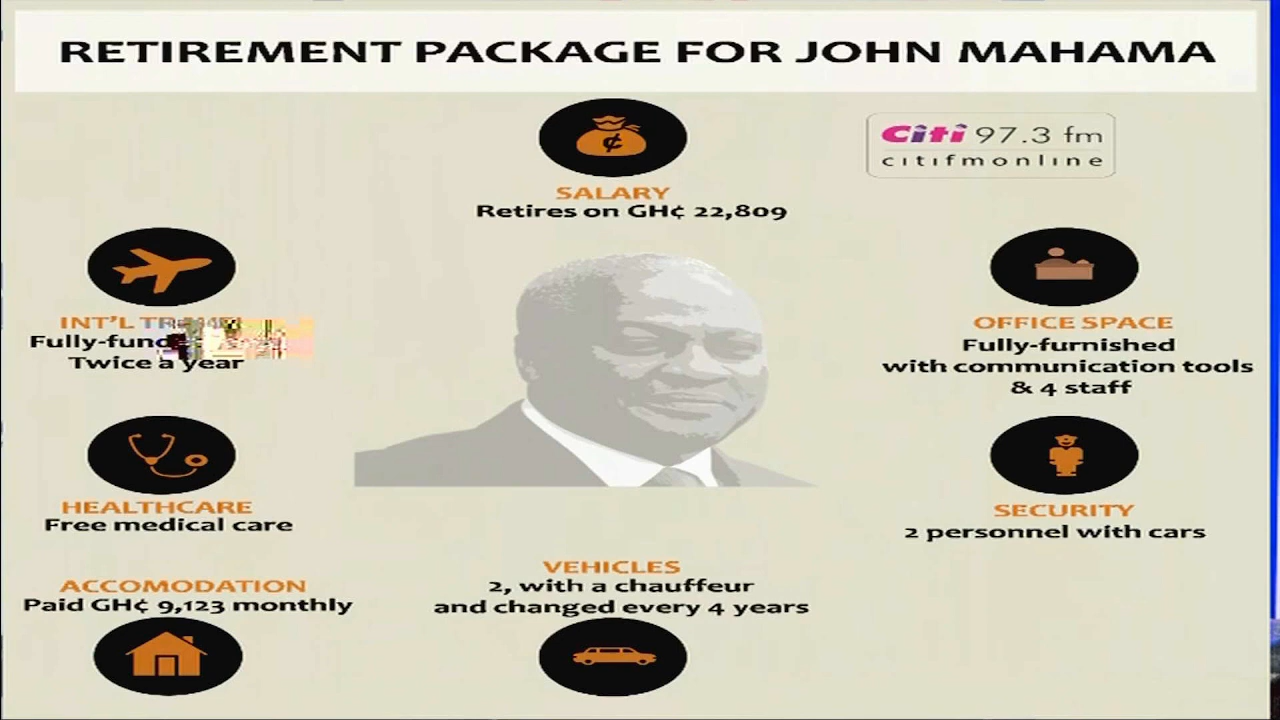 RETIREMENT PACKAGE FOR JOHN MAHAMA
¢
Citi 97.3 fm
citifmonline
SALARY
Retires on GH¢ 22,809
INT'L
Fully-
Twice a year
OFFICE SPACE
Fully-furnished
with communication tools
& 4 staff
HEALTHCARE
Free medical care
SECURITY
2 personnel with cars
ACCOMODATION
Paid GH¢ 9,123 monthly
VEHICLES
2, with a chauffeur
and changed every 4 years